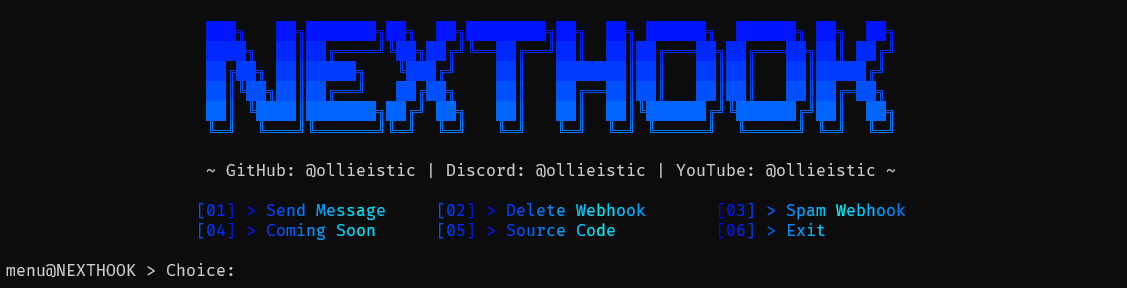 NEXTHOOK
~ GitHub: @ollieistic | Discord: @ollieistic | YouTube: @ollieistic ~
[01] > Send Message [02] > Delete Webhook [03] > Spam Webhook
[04] > Coming Soon [05] > Source Code [06] > Exit
menu@NEXTHOOK > Choice: